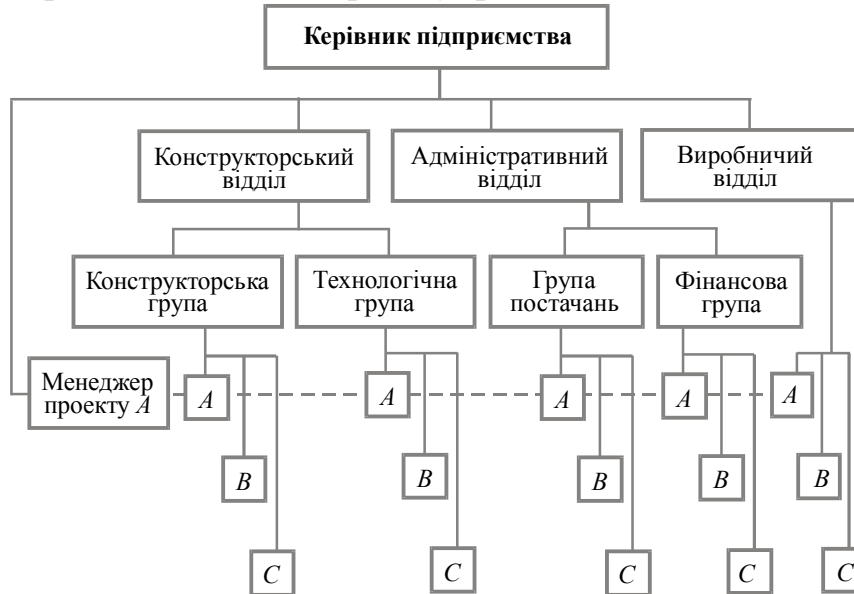 Керівник підприємства
Конструкторський
відділ
Адміністративний
відділ
Виробничий
відділ
Конструкторська
група
Технологічна
група
Група
постачань
Фінансова
група
Менеджер
проекту А
А
А
А
А
А
В
В
В
В
В
С
С
С
С
С